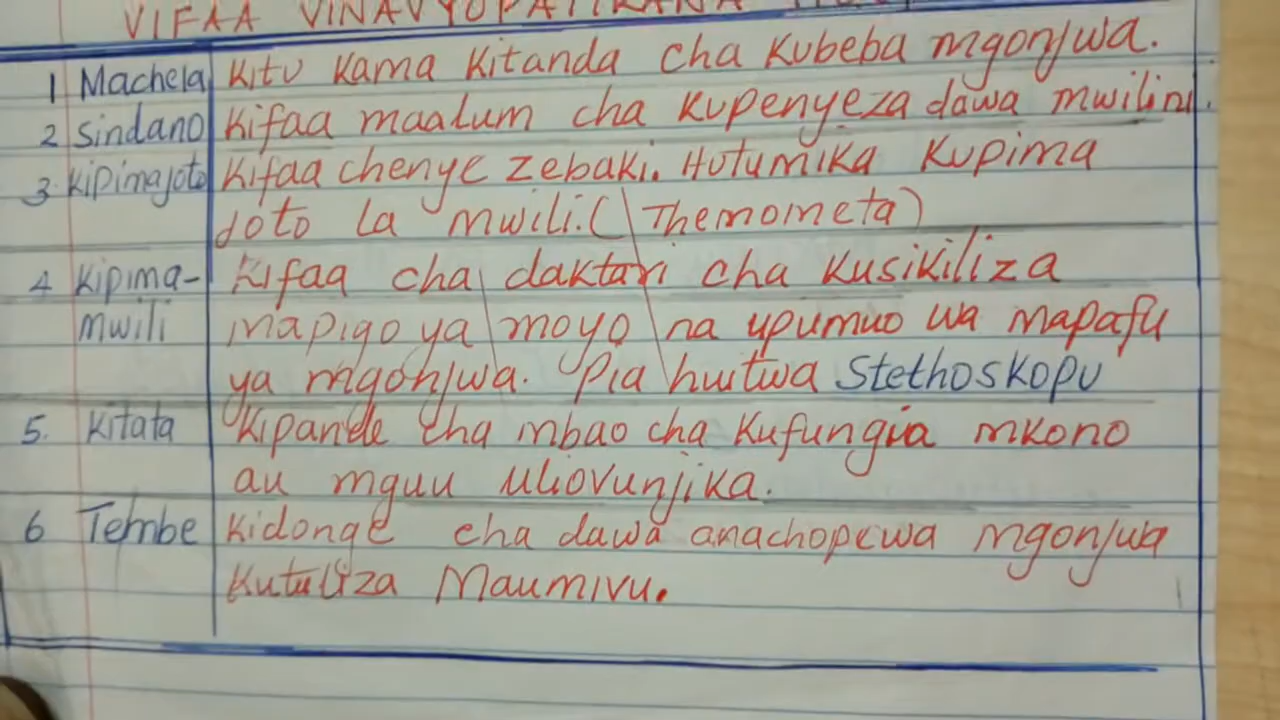 VIFAA VINAVYOPATIKANA
1 Machela Kitu kama kitanda cha kubeba mgonjwa.
2 Sindano Kifaa maalum cha kupenyeza dawa mwilini.
3. Kipimajoto Kifaa chenye zebaki. Hutumika kupima
joto la mwili. (Themometa)
4 Kipima- Kifaa cha daktari cha kusikiliza
mwili mapigo ya moyo na upumuo wa mapafu
ya mgonjwa. Pia huitwa Stethoskopu
5. Kitata Kipande cha mbao cha kufungia mkono
au mguu uliovunjika.
6 Tembe Kidonge cha dawa anachopewa mgonjwa
kutuliza Maumivu.